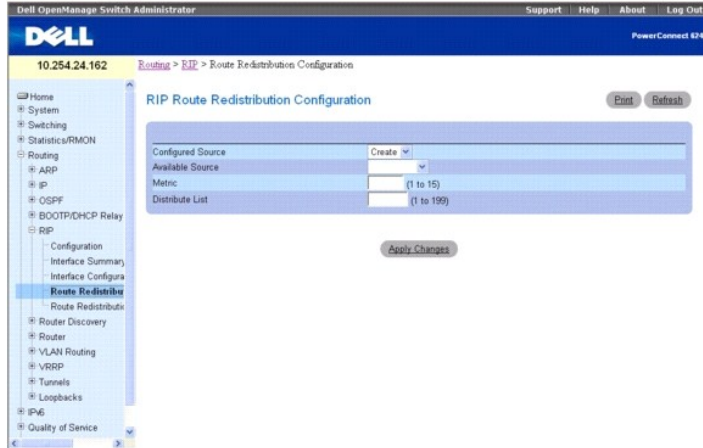 Dell OpenManage Switch Administrator
Support Help About Log Out
DELL
PowerConnect 624
10.254.24.162
Routing > RIP > Route Redistribution Configuration
Home
System
Switching
Statistics/RMON
Routing
ARP
IP
OSPF
BOOTP/DHCP Relay
RIP
Configuration
Interface Summary
Interface Configura
Route Redistribu
Route Redistributi
Router Discovery
Router
VLAN Routing
VRRP
Tunnels
Loopbacks
IPv6
Quality of Service
RIP Route Redistribution Configuration
Print Refresh
Configured Source Create
Available Source
Metric (1 to 15)
Distribute List (1 to 199)
Apply Changes